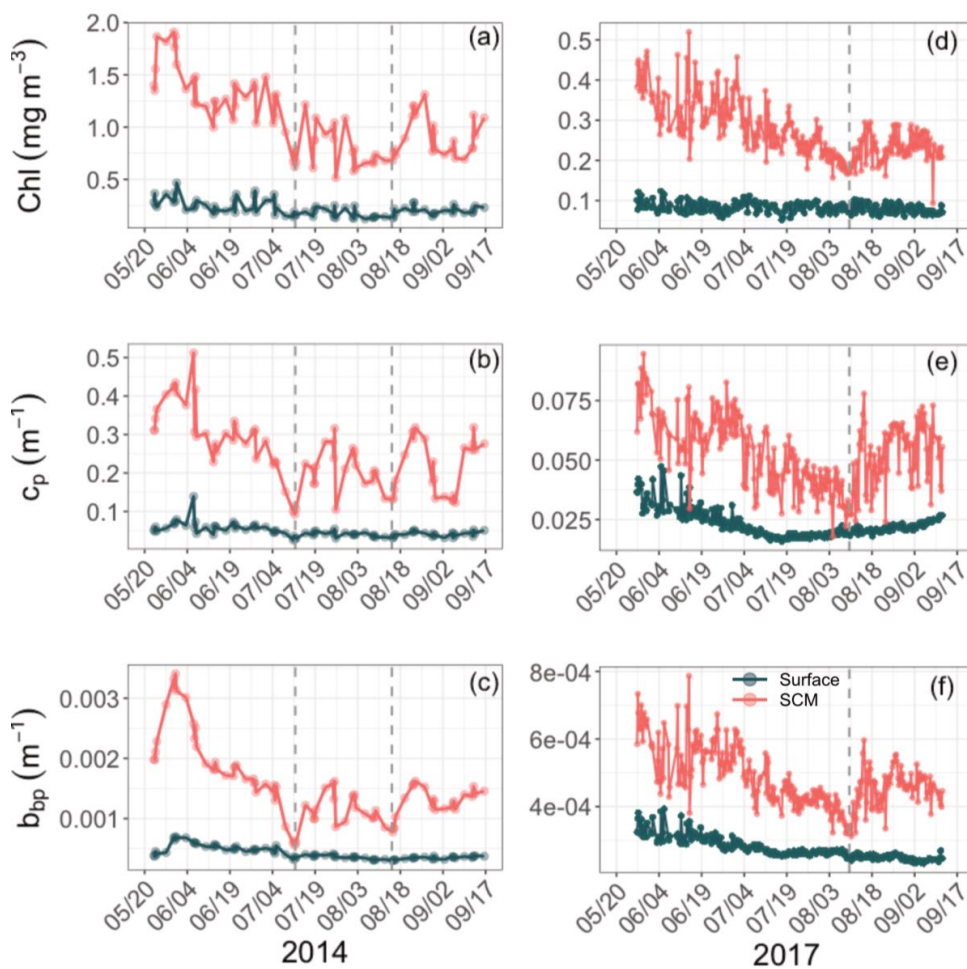 Chl (mg m⁻³)
2.0
1.5
1.0
0.5
(a)
05/20 06/04 06/19 07/04 07/19 08/03 08/18 09/02 09/17
0.5
0.4
0.3
0.2
0.1
(d)
05/20 06/04 06/19 07/04 07/19 08/03 08/18 09/02 09/17
cₚ (m⁻¹)
0.5
0.4
0.3
0.2
0.1
(b)
05/20 06/04 06/19 07/04 07/19 08/03 08/18 09/02 09/17
0.075
0.050
0.025
(e)
05/20 06/04 06/19 07/04 07/19 08/03 08/18 09/02 09/17
b_bp (m⁻¹)
0.003
0.002
0.001
(c)
05/20 06/04 06/19 07/04 07/19 08/03 08/18 09/02 09/17
2014
8e-04
6e-04
4e-04
Surface
SCM
(f)
05/20 06/04 06/19 07/04 07/19 08/03 08/18 09/02 09/17
2017